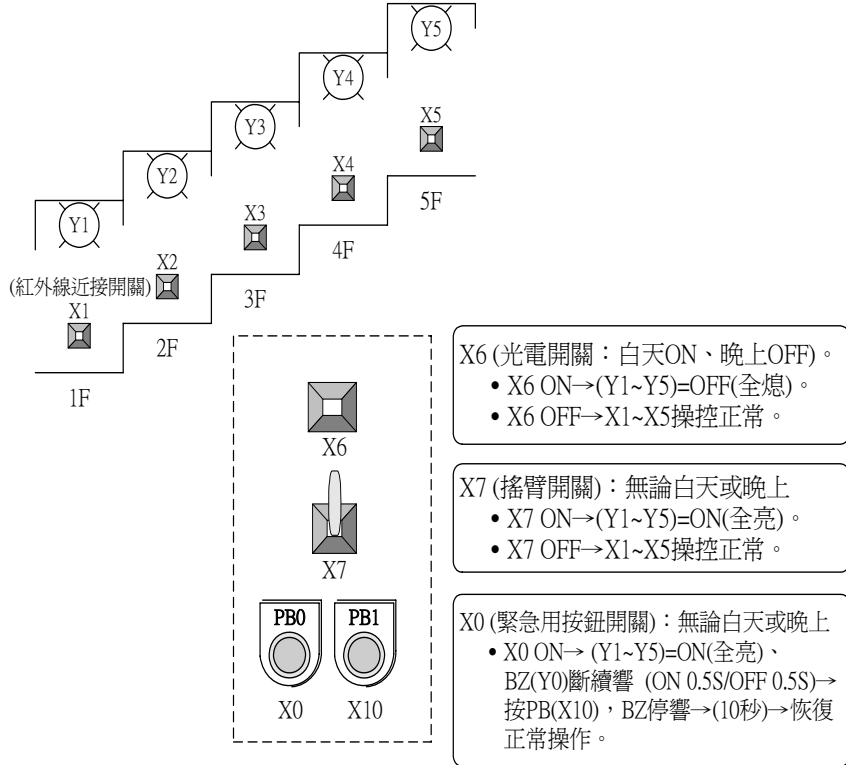 Y5
Y4
X5
Y3
X4
Y2
5F
X3
Y1
4F
X2
(紅外線近接開關)
3F
X1
2F
1F
X6
X7
PB0 PB1
X0 X10
X6 (光電開關：白天ON、晚上OFF)。
• X6 ON→(Y1~Y5)=OFF(全熄)。
• X6 OFF→X1~X5操控正常。
X7 (搖臂開關)：無論白天或晚上
• X7 ON→(Y1~Y5)=ON(全亮)。
• X7 OFF→X1~X5操控正常。
X0 (緊急用按鈕開關)：無論白天或晚上
• X0 ON→ (Y1~Y5)=ON(全亮)、
BZ(Y0)斷續響 (ON 0.5S/OFF 0.5S)→
按PB(X10)，BZ停響→(10秒)→恢復
正常操作。